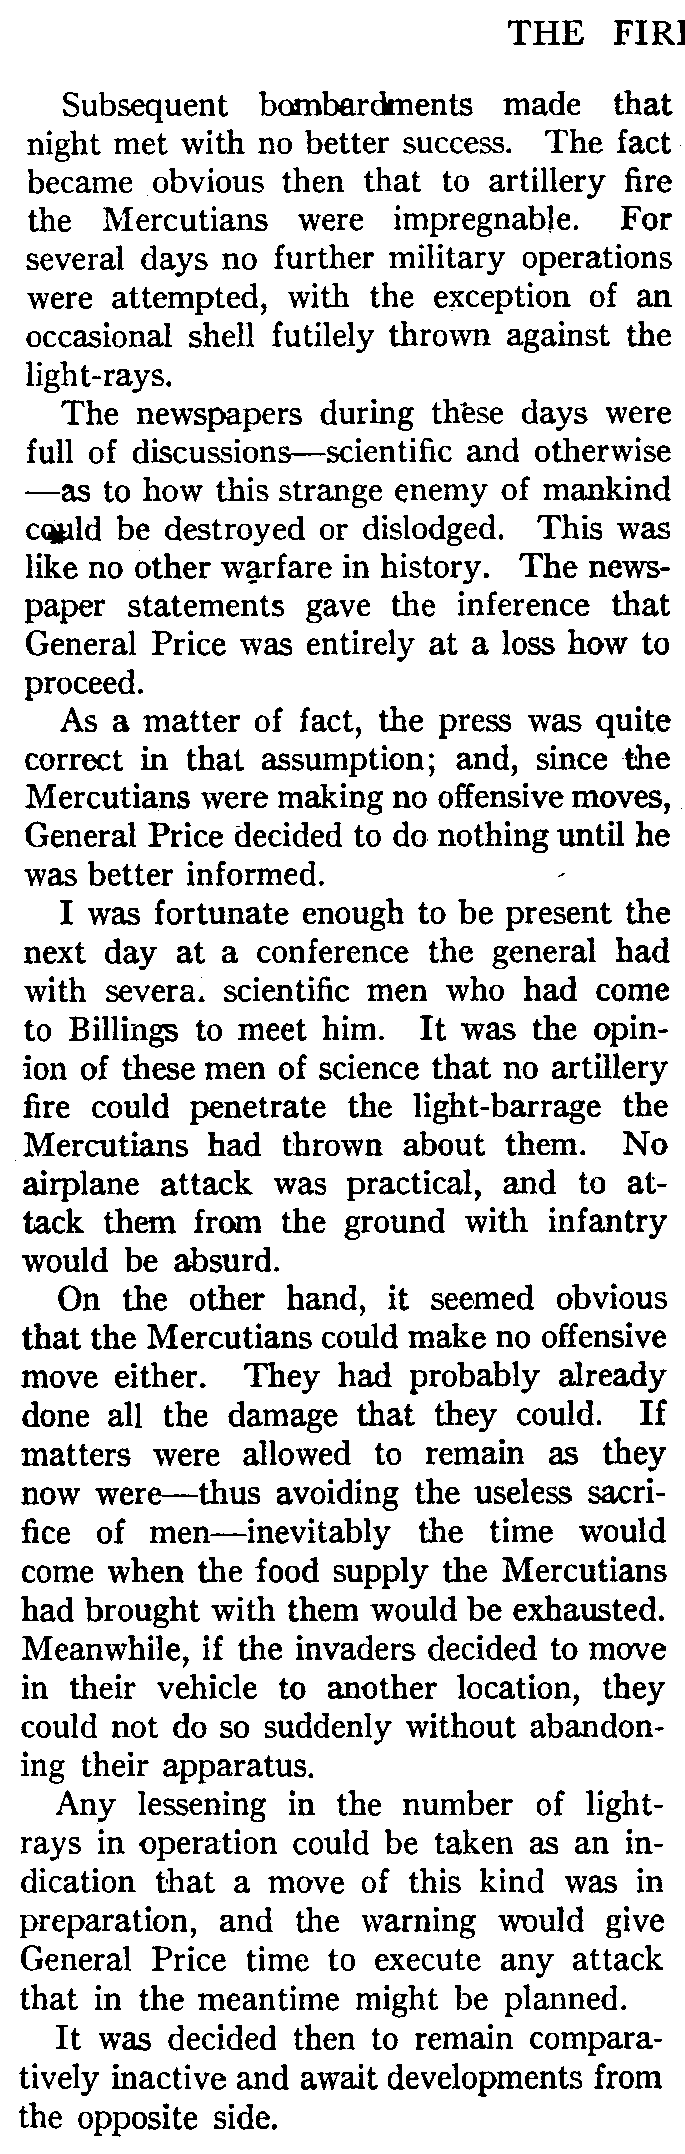 THE FIRE
Subsequent bombardments made that
night met with no better success. The fact
became obvious then that to artillery fire
the Mercutians were impregnable. For
several days no further military operations
were attempted, with the exception of an
occasional shell futilely thrown against the
light-rays.
The newspapers during these days were
full of discussions—scientific and otherwise
—as to how this strange enemy of mankind
could be destroyed or dislodged. This was
like no other warfare in history. The news-
paper statements gave the inference that
General Price was entirely at a loss how to
proceed.
As a matter of fact, the press was quite
correct in that assumption; and, since the
Mercutians were making no offensive moves,
General Price decided to do nothing until he
was better informed.
I was fortunate enough to be present the
next day at a conference the general had
with several scientific men who had come
to Billings to meet him. It was the opin-
ion of these men of science that no artillery
fire could penetrate the light-barrage the
Mercutians had thrown about them. No
airplane attack was practical, and to at-
tack them from the ground with infantry
would be absurd.
On the other hand, it seemed obvious
that the Mercutians could make no offensive
move either. They had probably already
done all the damage that they could. If
matters were allowed to remain as they
now were—thus avoiding the useless sacri-
fice of men—inevitably the time would
come when the food supply the Mercutians
had brought with them would be exhausted.
Meanwhile, if the invaders decided to move
in their vehicle to another location, they
could not do so suddenly without abandon-
ing their apparatus.
Any lessening in the number of light-
rays in operation could be taken as an in-
dication that a move of this kind was in
preparation, and the warning would give
General Price time to execute any attack
that in the meantime might be planned.
It was decided then to remain compara-
tively inactive and await developments from
the opposite side.